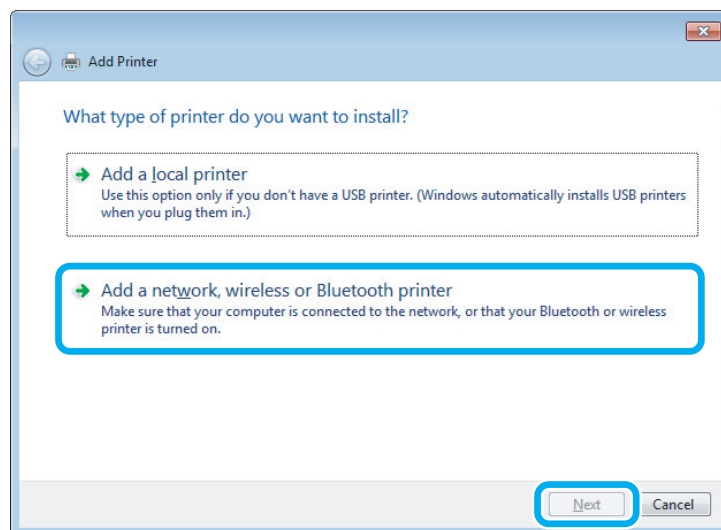 Add Printer
What type of printer do you want to install?
Add a local printer
Use this option only if you don't have a USB printer. (Windows automatically installs USB printers
when you plug them in.)
Add a network, wireless or Bluetooth printer
Make sure that your computer is connected to the network, or that your Bluetooth or wireless
printer is turned on.
Next
Cancel